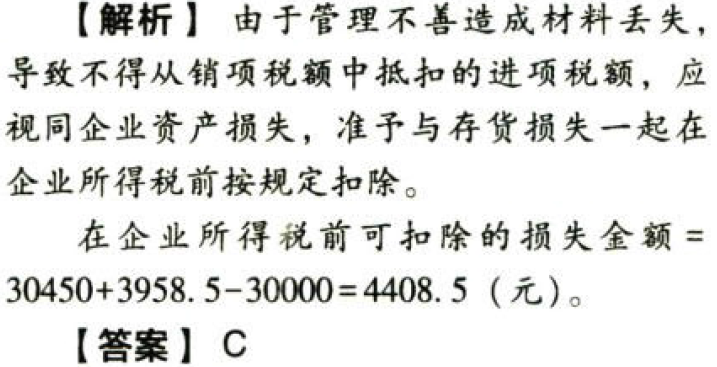 【解析】 由于管理不善造成材料丢失，
导致不得从销项税额中抵扣的进项税额，应
视同企业资产损失，准予与存货损失一起在
企业所得税前按规定扣除。
在企业所得税前可扣除的损失金额=
30450+3958.5-30000=4408.5（元）。
【答案】 C